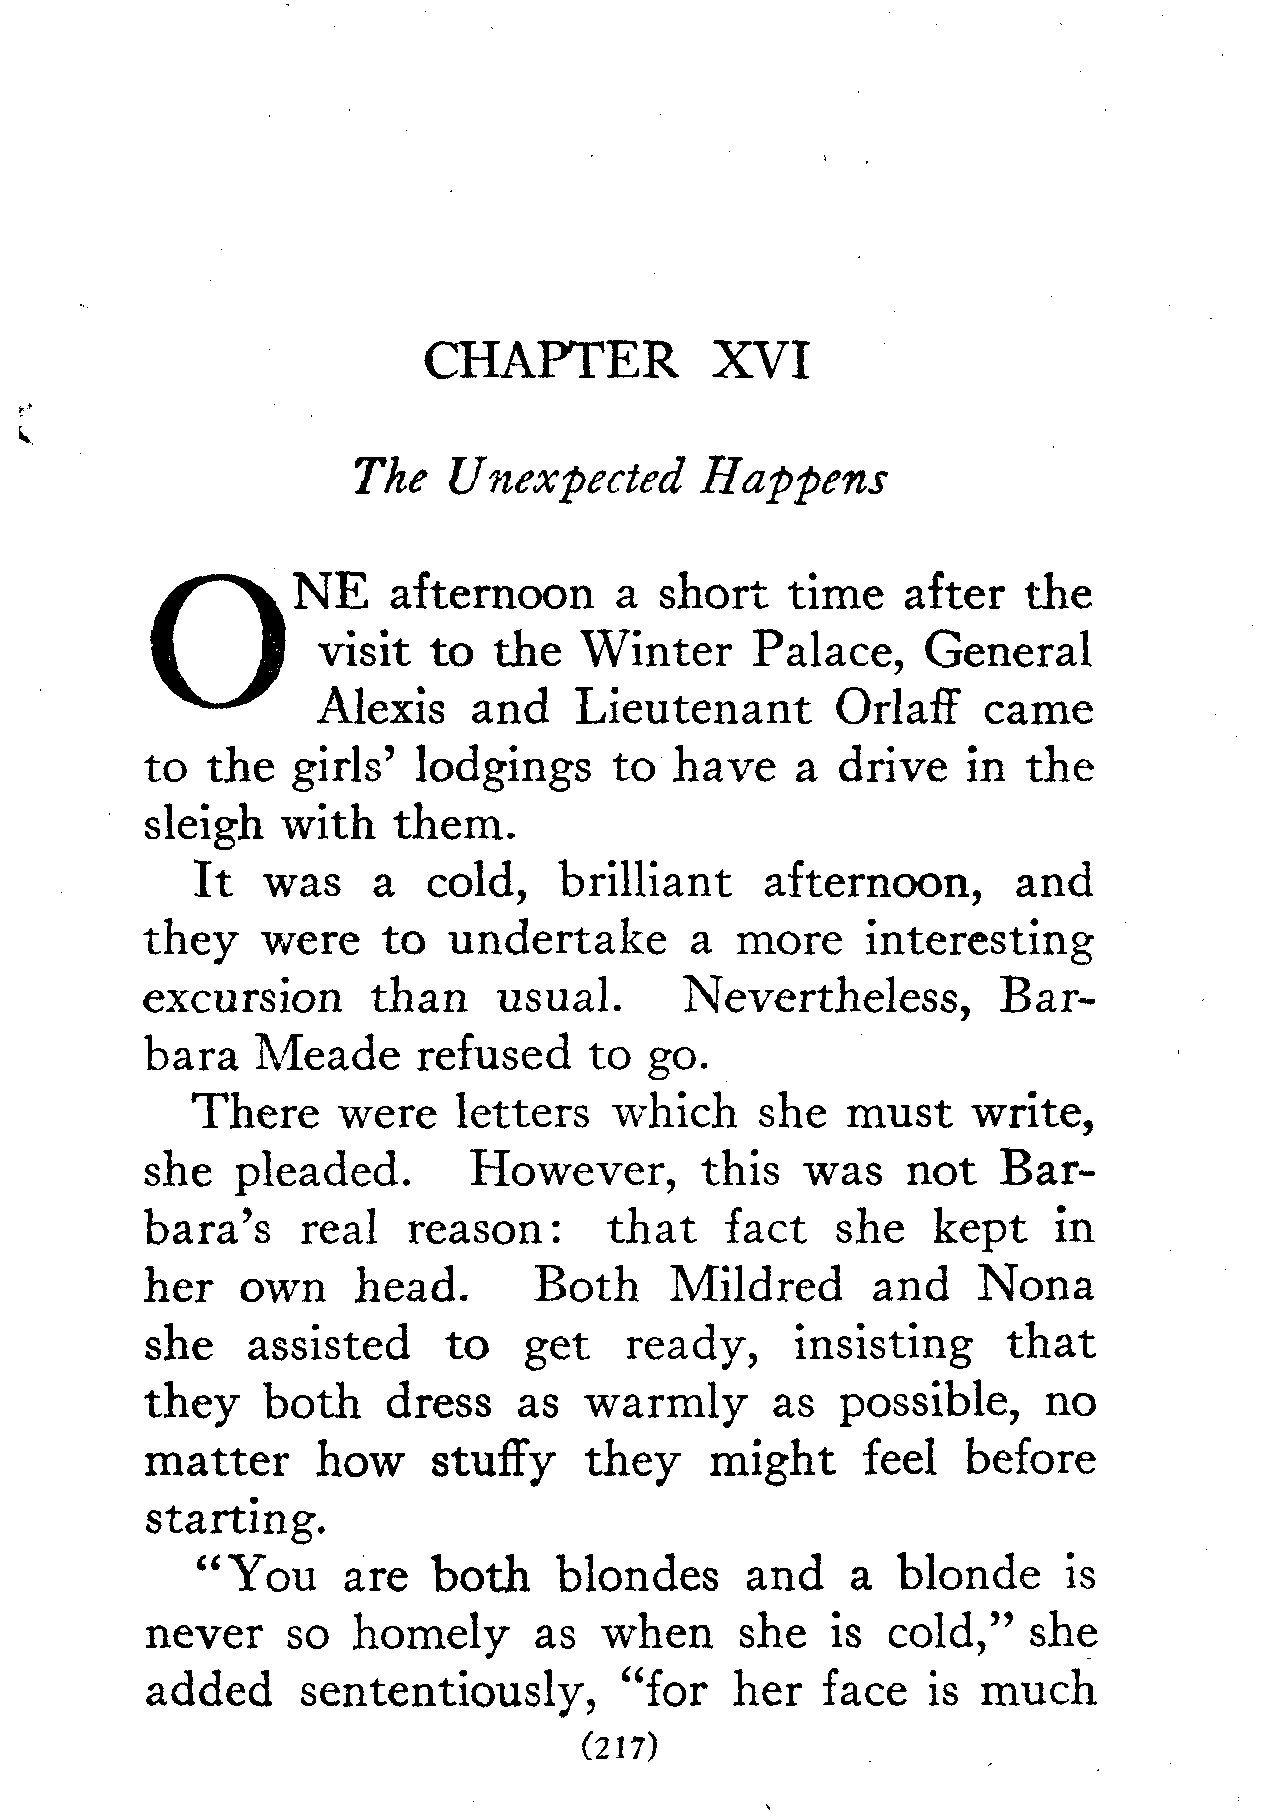 CHAPTER XVI
The Unexpected Happens
ONE afternoon a short time after the
visit to the Winter Palace, General
Alexis and Lieutenant Orlaff came
to the girls’ lodgings to have a drive in the
sleigh with them.
It was a cold, brilliant afternoon, and
they were to undertake a more interesting
excursion than usual. Nevertheless, Bar-
bara Meade refused to go.
There were letters which she must write,
she pleaded. However, this was not Bar-
bara’s real reason: that fact she kept in
her own head. Both Mildred and Nona
she assisted to get ready, insisting that
they both dress as warmly as possible, no
matter how stuffy they might feel before
starting.
“You are both blondes and a blonde is
never so homely as when she is cold,” she
added sententiously, “for her face is much
(217)